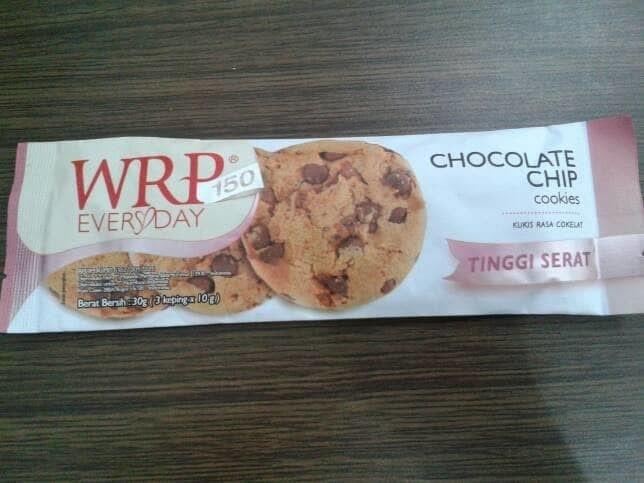 WRP®
150
EVERYDAY
Berat Bersih : 30g ( 3 keping x 10 g)
CHOCOLATE
CHIP
cookies
KUKIS RASA COKELAT
TINGGI SERAT